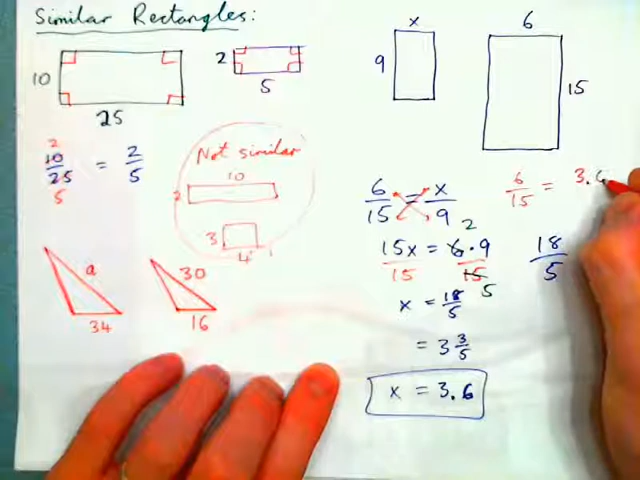 Similar Rectangles:
10
25
2
5
2
10/25 = 2/5
5
Not similar
10
2
3
4
a
34
30
16
x
9
6
15
6/15 = x/9
15x = 6·9
15 15
2
5
x = 18/5
= 3 3/5
x = 3.6
6/15 = 3.6
18/5